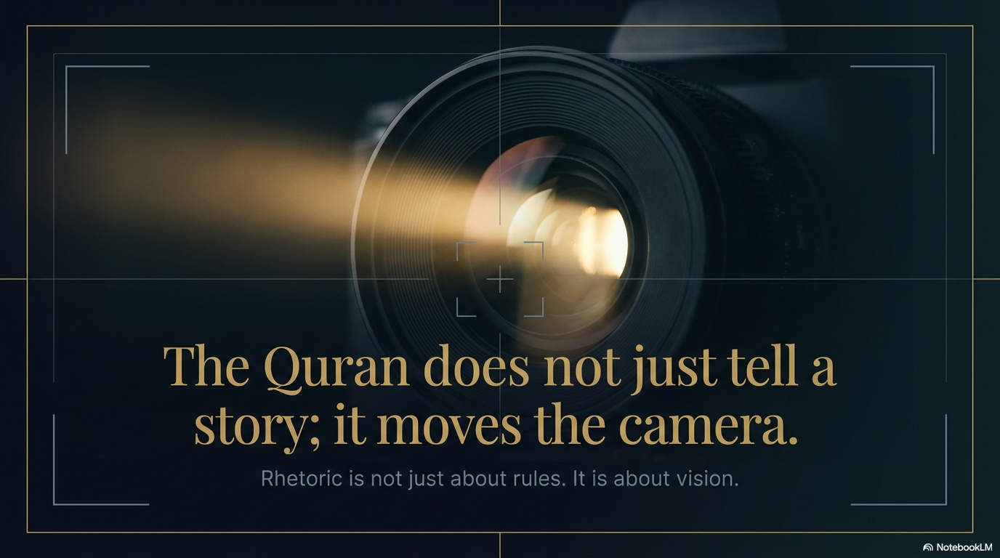 The Quran does not just tell a
story; it moves the camera.
Rhetoric is not just about rules. It is about vision.
NotebookLM